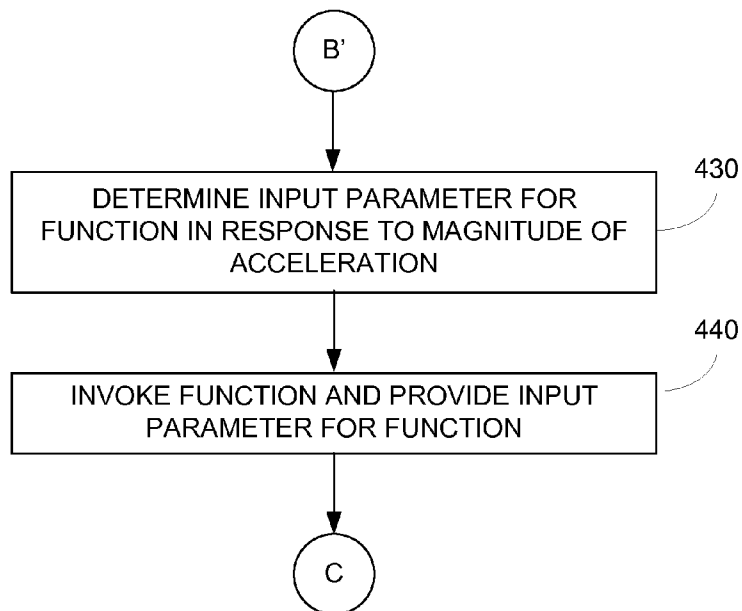 B'
DETERMINE INPUT PARAMETER FOR
FUNCTION IN RESPONSE TO MAGNITUDE OF
ACCELERATION
430
INVOKE FUNCTION AND PROVIDE INPUT
PARAMETER FOR FUNCTION
440
C